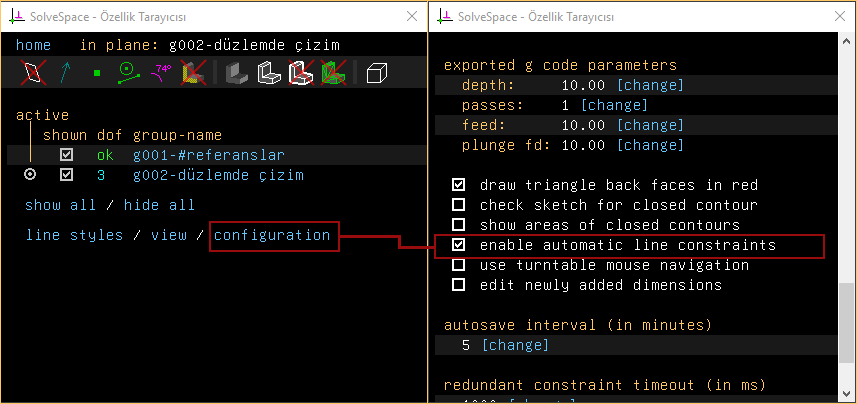 SolveSpace - Özellik Tarayıcısı
home in plane: g002-düzlemde çizim
74°
active
shown dof group-name
ok g001-#referanslar
3 g002-düzlemde çizim
show all / hide all
line styles / view / configuration
SolveSpace - Özellik Tarayıcısı
exported g code parameters
depth: 10.00 [change]
passes: 1 [change]
feed: 10.00 [change]
plunge fd: 10.00 [change]
draw triangle back faces in red
check sketch for closed contour
show areas of closed contours
enable automatic line constraints
use turntable mouse navigation
edit newly added dimensions
autosave interval (in minutes)
5 [change]
redundant constraint timeout (in ms)